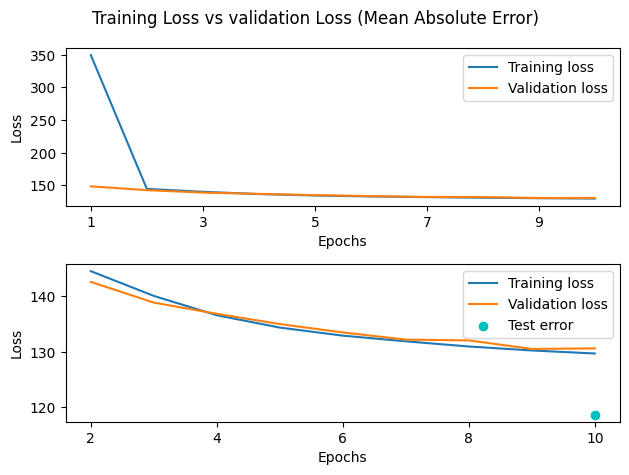 Training Loss vs validation Loss (Mean Absolute Error)
350
300
250
200
150
Loss
Training loss
Validation loss
1 3 5 7 9
Epochs
140
130
120
Loss
Training loss
Validation loss
Test error
2 4 6 8 10
Epochs